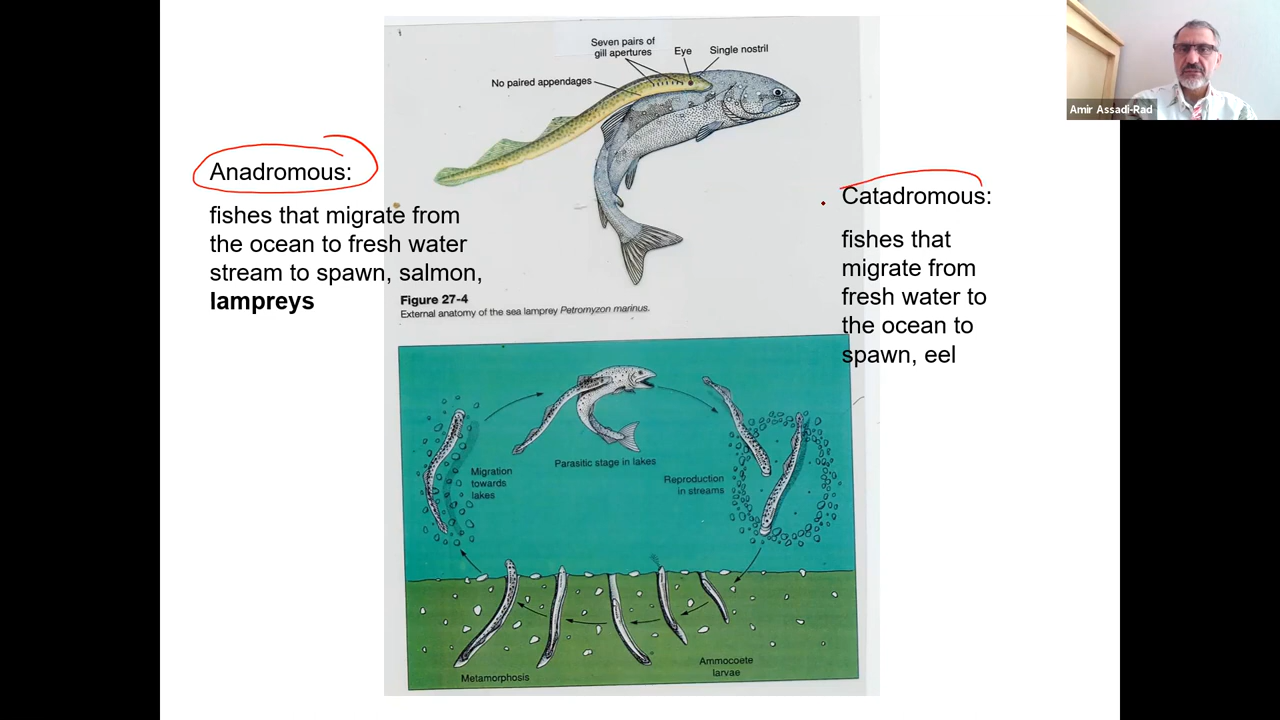 Amir Assadi-Rad
Seven pairs of
gill apertures
Eye
Single nostril
No paired appendages
Anadromous:
fishes that migrate from
the ocean to fresh water
stream to spawn, salmon,
lampreys
Catadromous:
fishes that
migrate from
fresh water to
the ocean to
spawn, eel
Figure 27-4
External anatomy of the sea lamprey Petromyzon marinus.
Migration
towards
lakes
Parasitic stage in lakes
Reproduction
in streams
Metamorphosis
Ammocoete
larvae